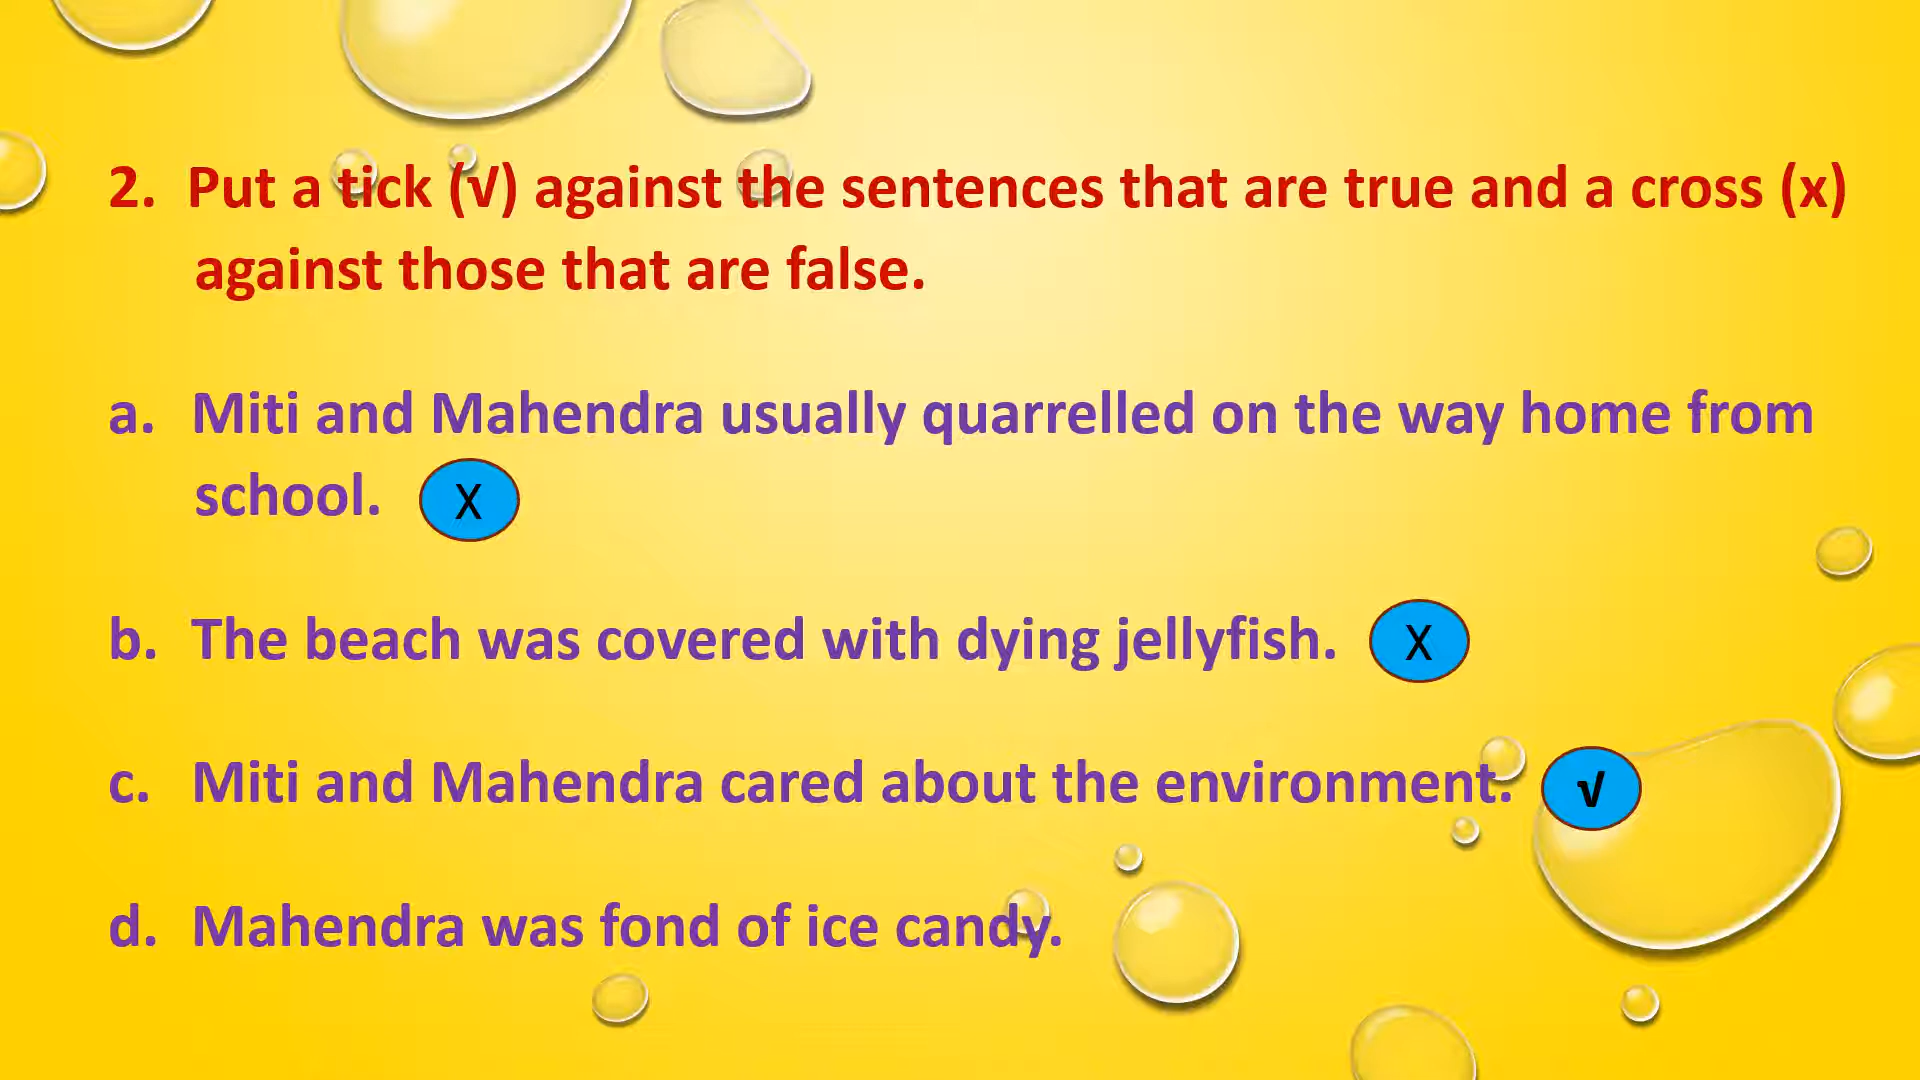 2. Put a tick (√) against the sentences that are true and a cross (x)
against those that are false.
a. Miti and Mahendra usually quarrelled on the way home from
school. X
b. The beach was covered with dying jellyfish. X
c. Miti and Mahendra cared about the environment. √
d. Mahendra was fond of ice candy.